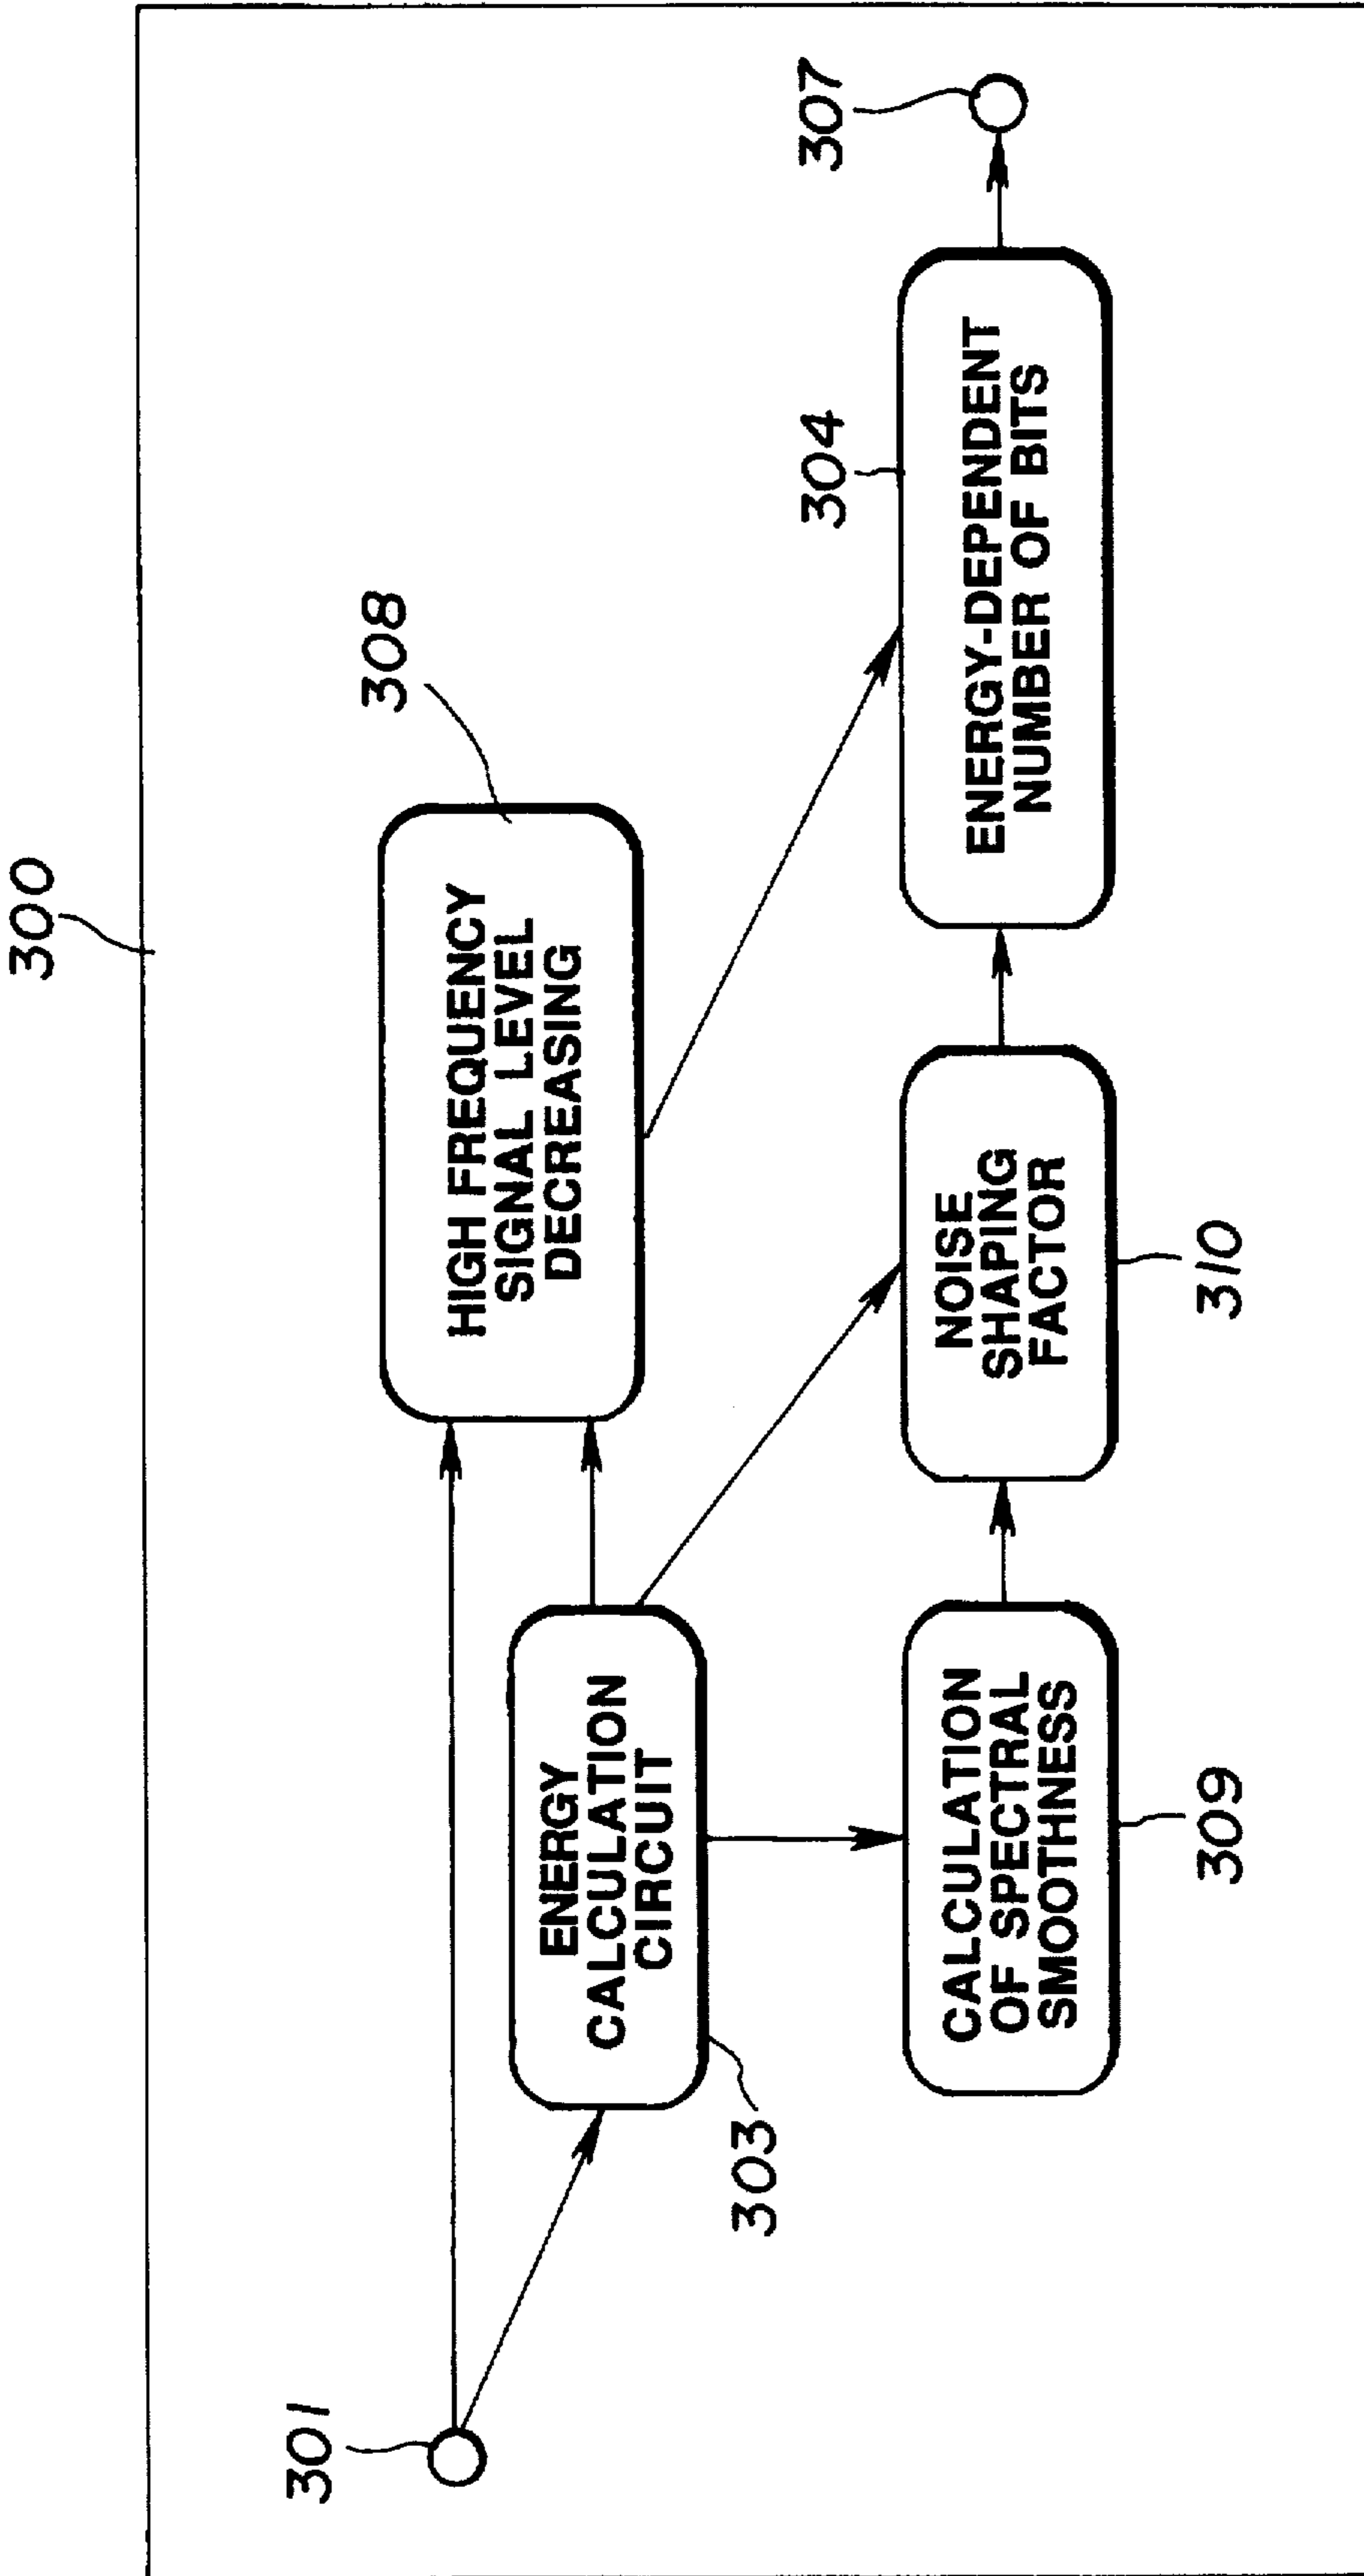 300
308
HIGH FREQUENCY
SIGNAL LEVEL
DECREASING
301
ENERGY
CALCULATION
CIRCUIT
303
304
307
CALCULATION
OF SPECTRAL
SMOOTHNESS
309
NOISE
SHAPING
FACTOR
310
ENERGY-DEPENDENT
NUMBER OF BITS